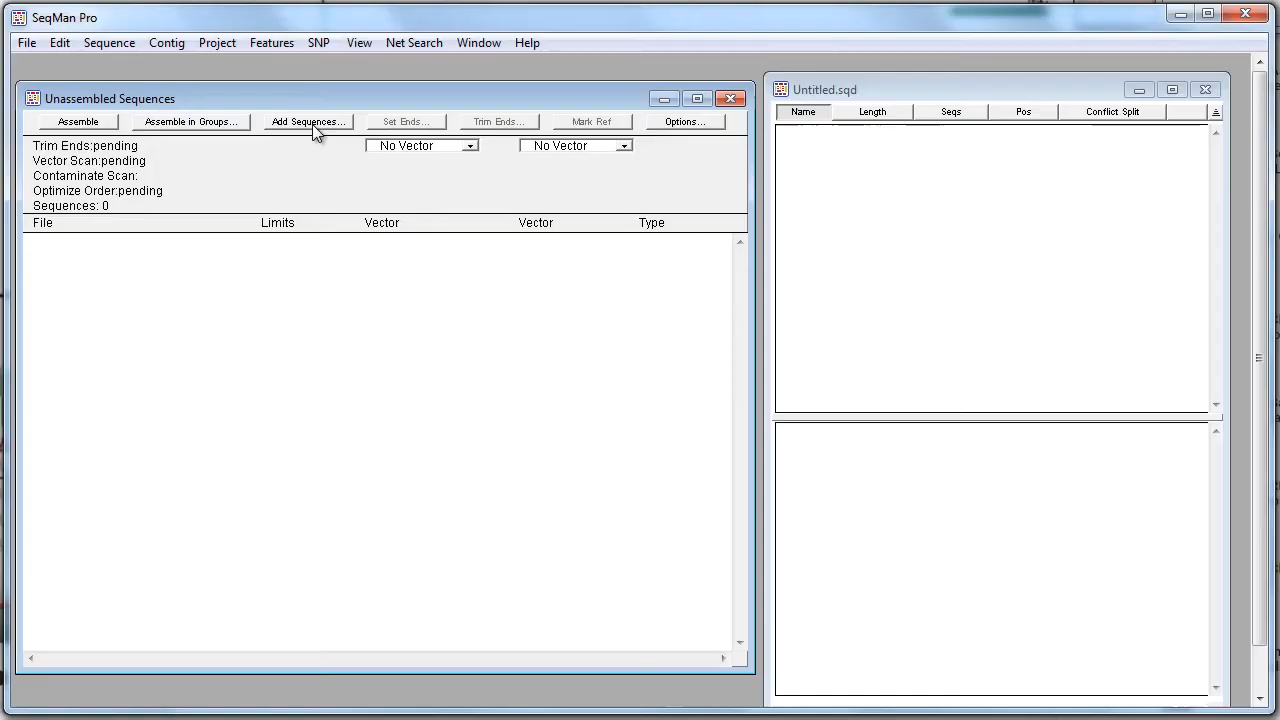 SeqMan Pro
File Edit Sequence Contig Project Features SNP View Net Search Window Help
Unassembled Sequences
Assemble Assemble in Groups... Add Sequences... Set Ends... Trim Ends... Mark Ref Options...
Trim Ends:pending No Vector No Vector
Vector Scan:pending
Contaminate Scan:
Optimize Order:pending
Sequences: 0
File Limits Vector Vector Type
Untitled.sqd
Name Length Seqs Pos Conflict Split